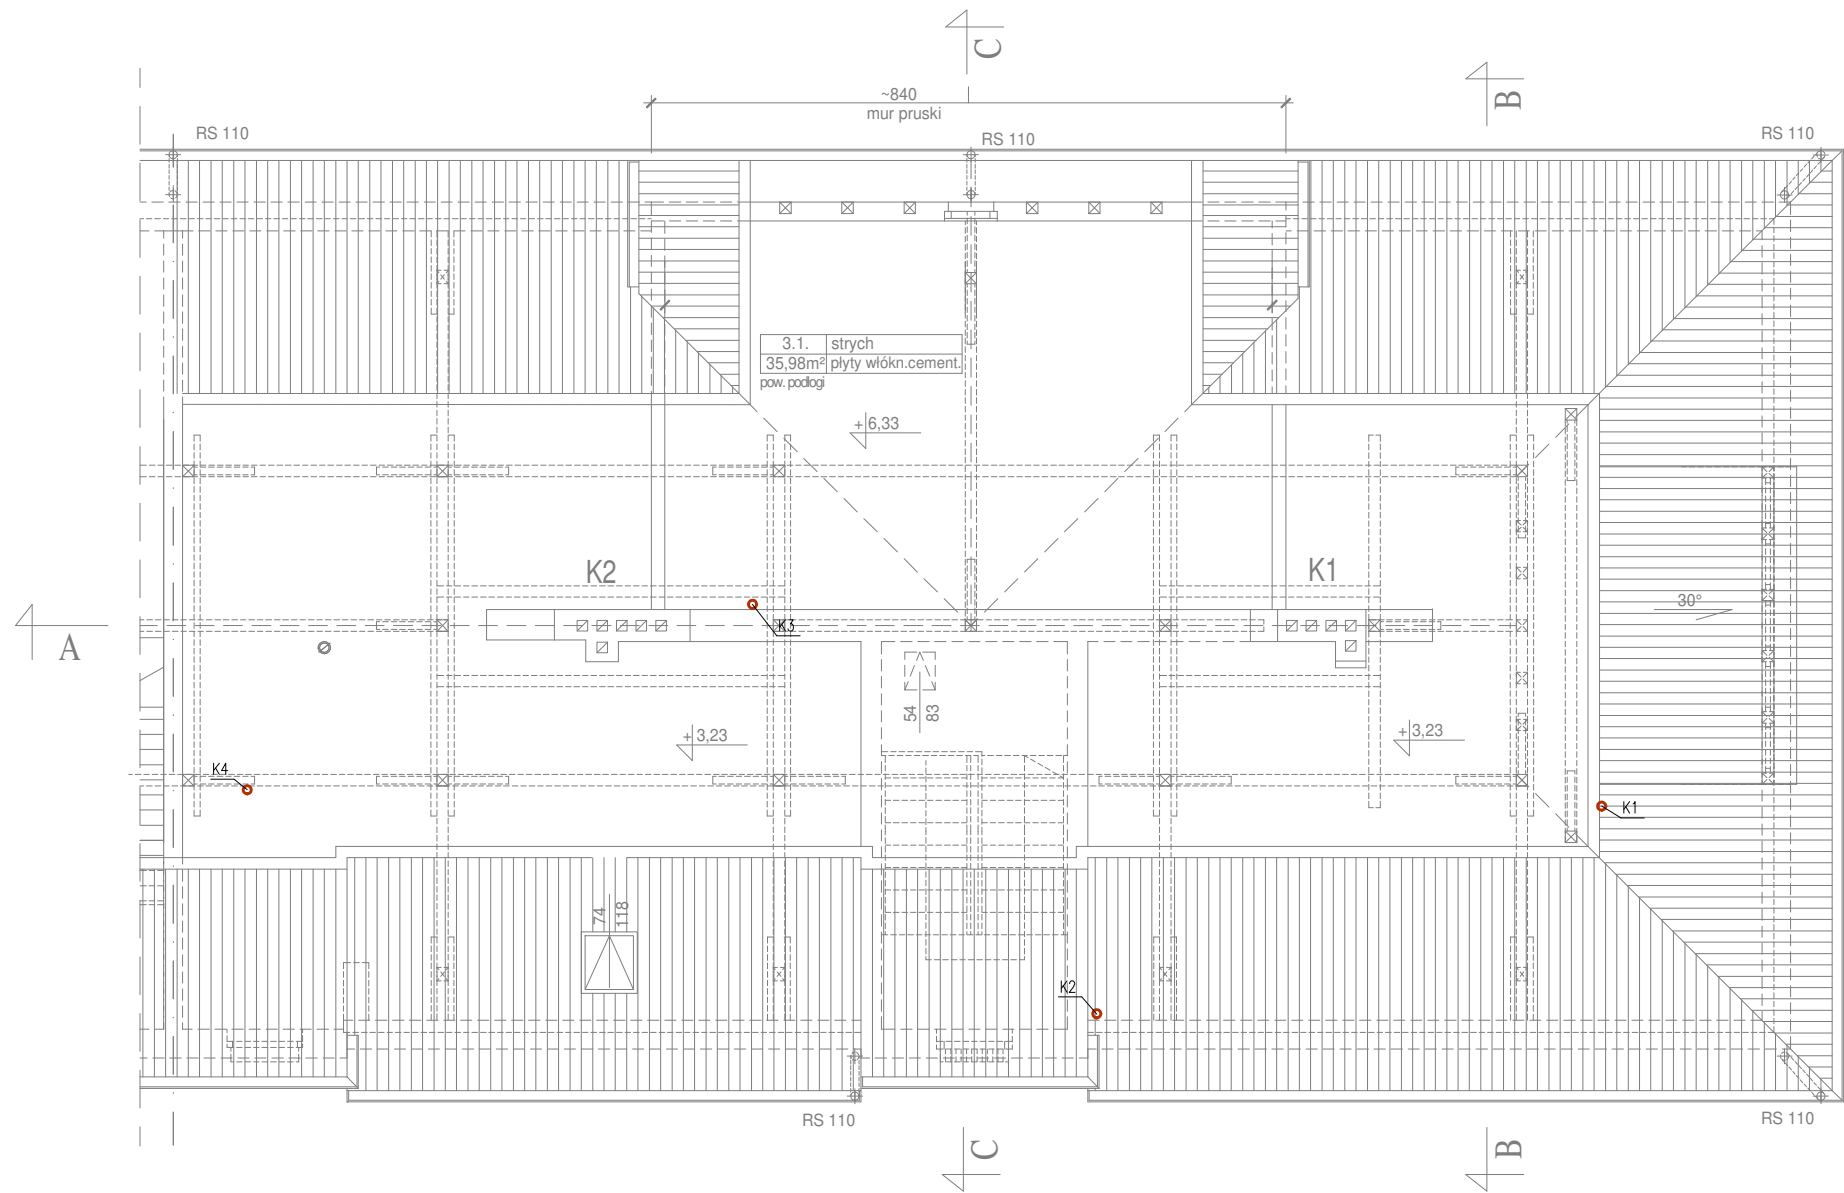 C
B
~840
mur pruski
RS 110
RS 110
RS 110
3.1. strych
35,98m² płyty włókn.cement.
pow. podłogi
+6,33
K2
K1
30°
K3
A
54
83
+3,23
+3,23
K4
K1
74
118
K2
RS 110
RS 110
C
B